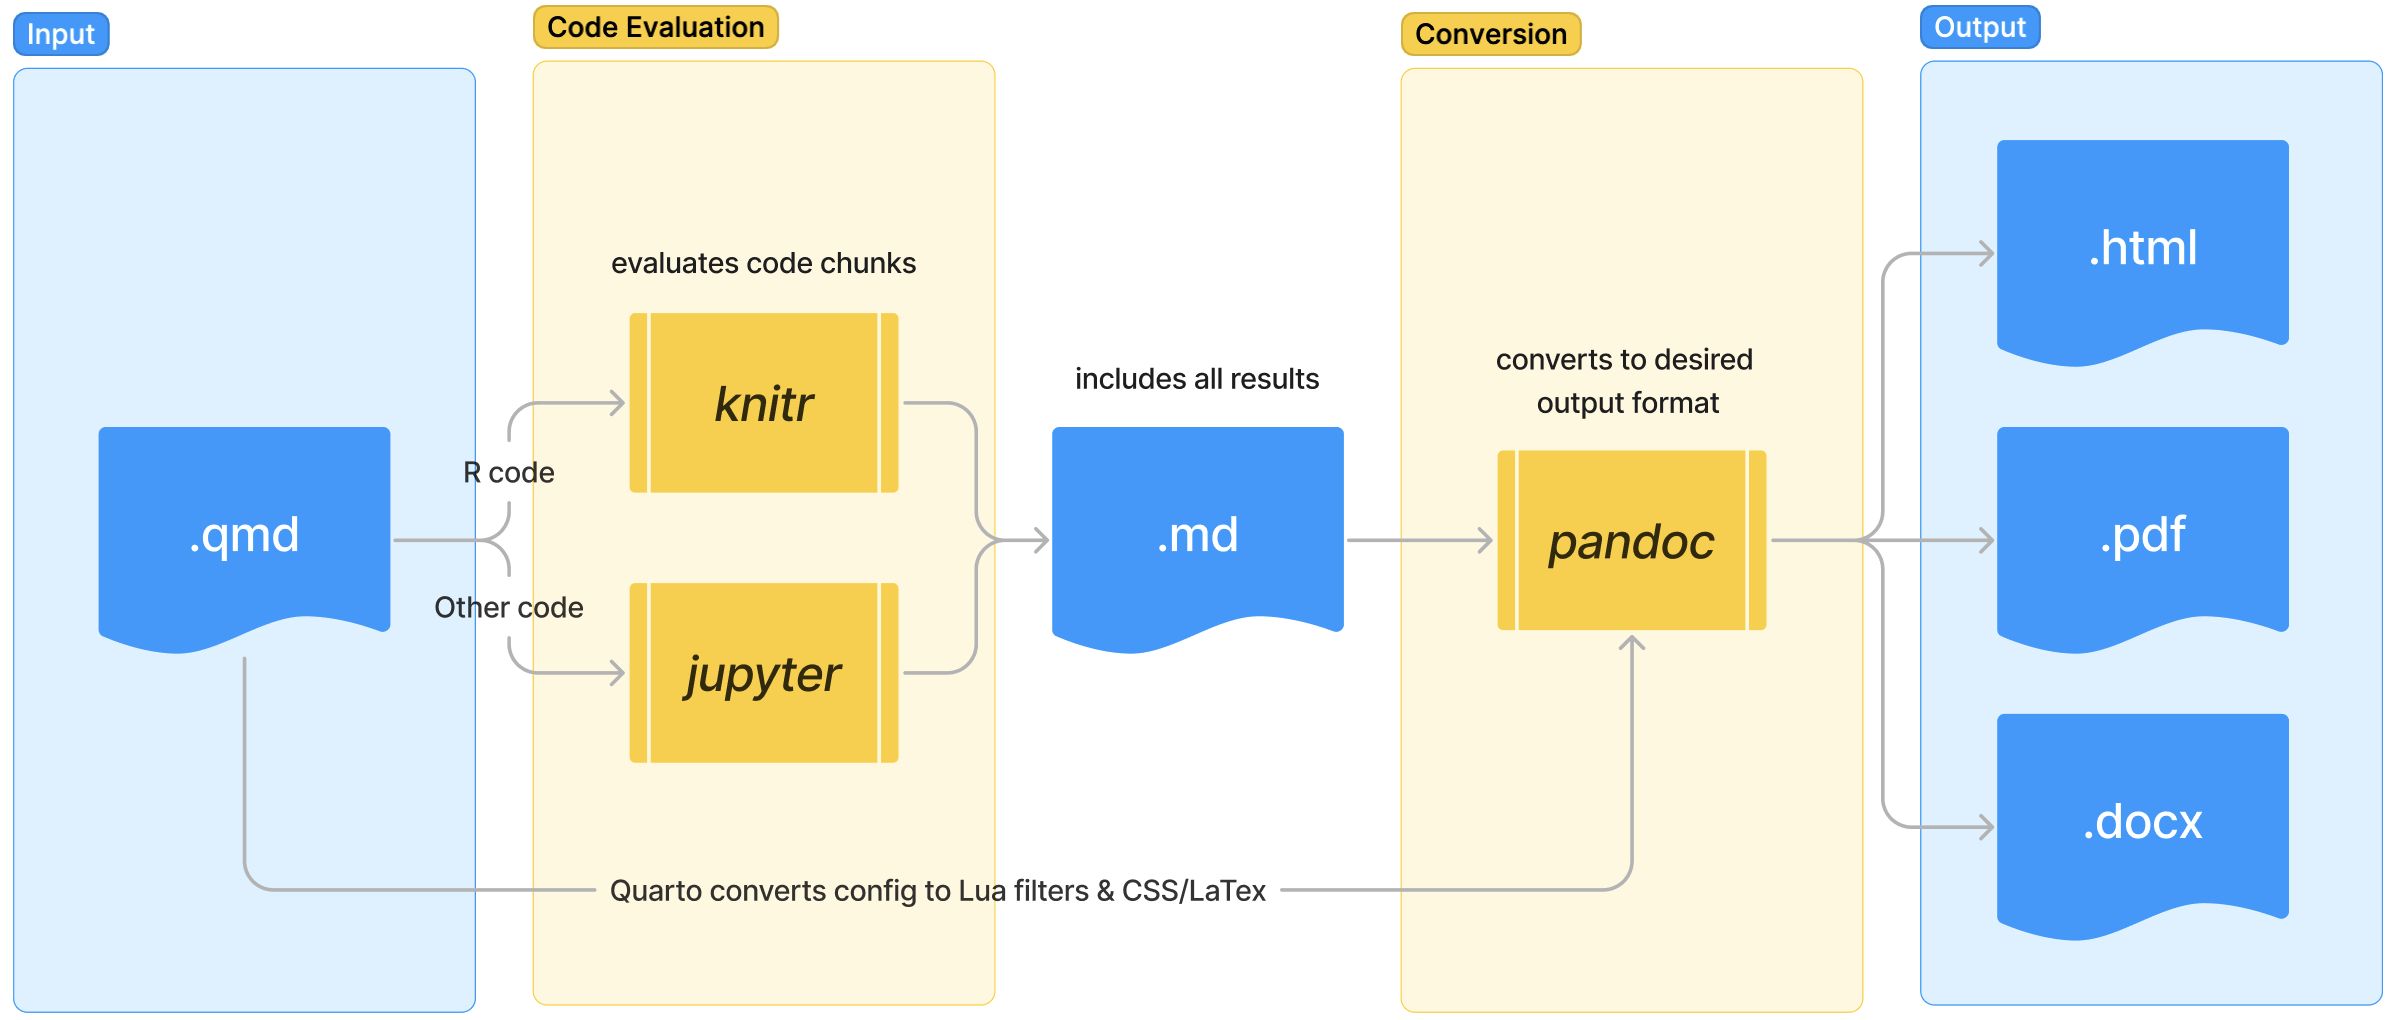 Input
Code Evaluation
Conversion
Output
evaluates code chunks
knitr
R code
.qmd
Other code
jupyter
includes all results
.md
converts to desired
output format
pandoc
.html
.pdf
.docx
Quarto converts config to Lua filters & CSS/LaTex